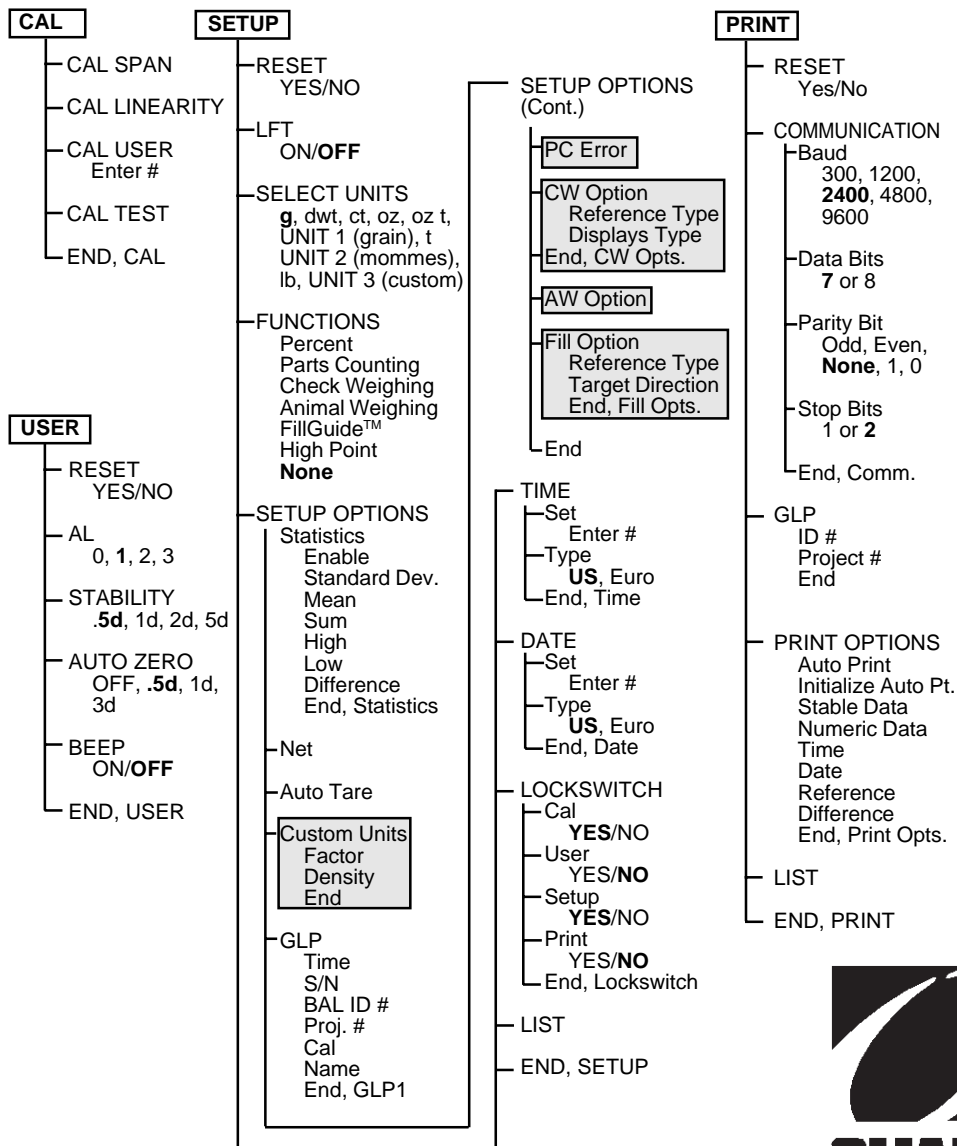 CAL
CAL SPAN
CAL LINEARITY
CAL USER
Enter #
CAL TEST
END, CAL
USER
RESET
YES/NO
AL
0, 1, 2, 3
STABILITY
.5d, 1d, 2d, 5d
AUTO ZERO
OFF, .5d, 1d,
3d
BEEP
ON/OFF
END, USER
SETUP
RESET
YES/NO
LFT
ON/OFF
SELECT UNITS
g, dwt, ct, oz, oz t,
UNIT 1 (grain), t
UNIT 2 (mommes),
lb, UNIT 3 (custom)
FUNCTIONS
Percent
Parts Counting
Check Weighing
Animal Weighing
FillGuide™
High Point
None
SETUP OPTIONS
Statistics
Enable
Standard Dev.
Mean
Sum
High
Low
Difference
End, Statistics
Net
Auto Tare
Custom Units
Factor
Density
End
GLP
Time
S/N
BAL ID #
Proj. #
Cal
Name
End, GLP1
SETUP OPTIONS
(Cont.)
PC Error
CW Option
Reference Type
Displays Type
End, CW Opts.
AW Option
Fill Option
Reference Type
Target Direction
End, Fill Opts.
End
TIME
Set
Enter #
Type
US, Euro
End, Time
DATE
Set
Enter #
Type
US, Euro
End, Date
LOCKSWITCH
Cal
YES/NO
User
YES/NO
Setup
YES/NO
Print
YES/NO
End, Lockswitch
LIST
END, SETUP
PRINT
RESET
Yes/No
COMMUNICATION
Baud
300, 1200,
2400, 4800,
9600
Data Bits
7 or 8
Parity Bit
Odd, Even,
None, 1, 0
Stop Bits
1 or 2
End, Comm.
GLP
ID #
Project #
End
PRINT OPTIONS
Auto Print
Initialize Auto Pt.
Stable Data
Numeric Data
Time
Date
Reference
Difference
End, Print Opts.
LIST
END, PRINT